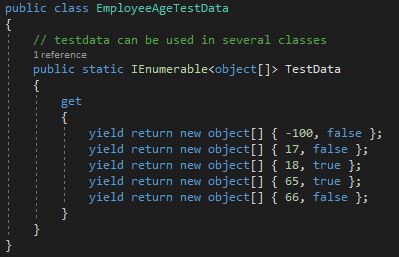 public class EmployeeAgeTestData
{
// testdata can be used in several classes
1 reference
public static IEnumerable<object[]> TestData
{
get
{
yield return new object[] { -100, false };
yield return new object[] { 17, false };
yield return new object[] { 18, true };
yield return new object[] { 65, true };
yield return new object[] { 66, false };
}
}
}